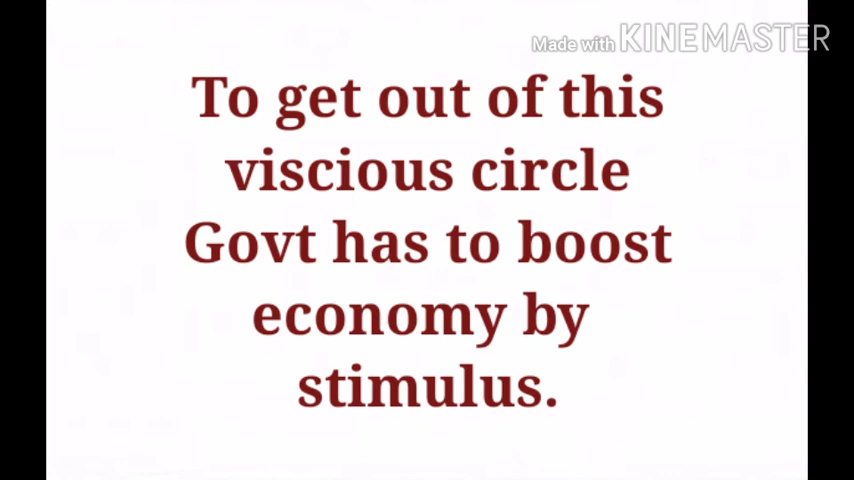 Made with KINEMASTER
To get out of this
viscious circle
Govt has to boost
economy by
stimulus.